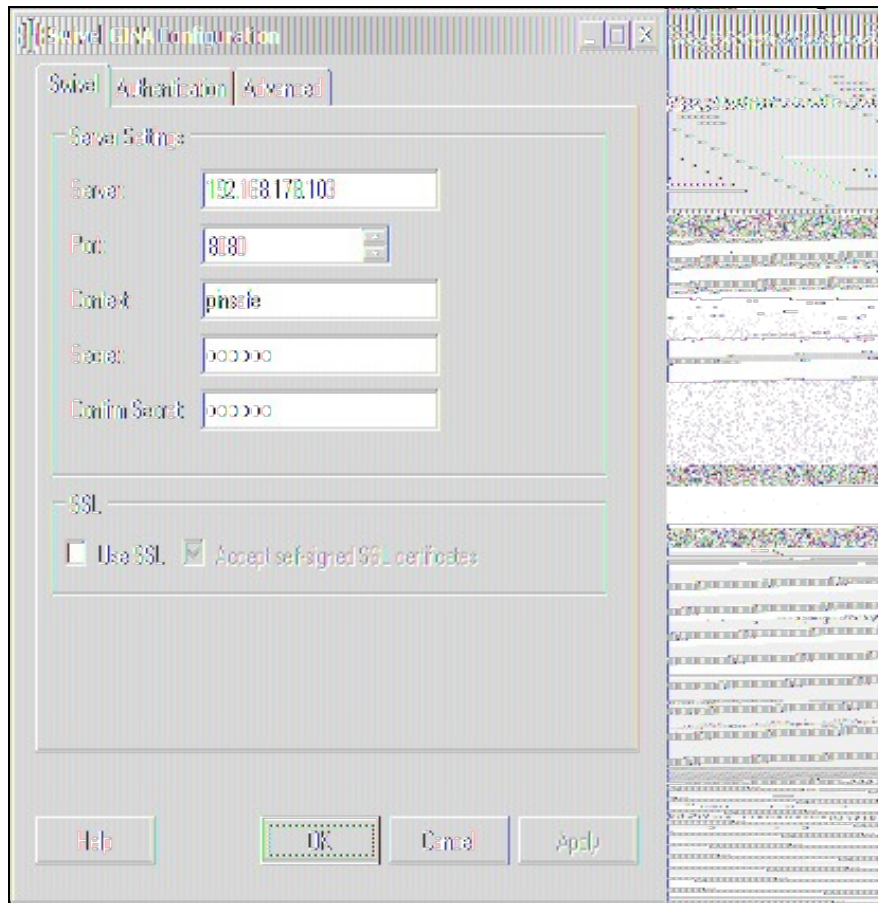 Swivel GINA Configuration
Swivel Authentication Advanced
Server Settings
Server: 192.168.178.103
Port: 8080
Context: pinsafe
Secret:
Confirm Secret:
SSL
Use SSL Accept self-signed SSL certificates
Help OK Cancel Apply